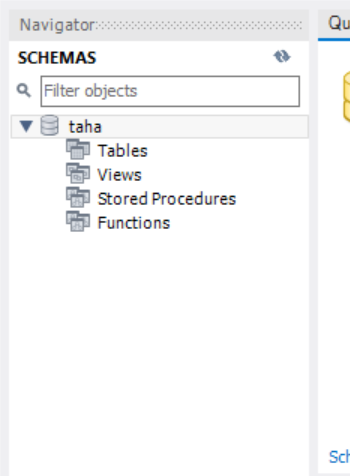 Navigator
SCHEMAS
Filter objects
taha
Tables
Views
Stored Procedures
Functions
Qu
Sch